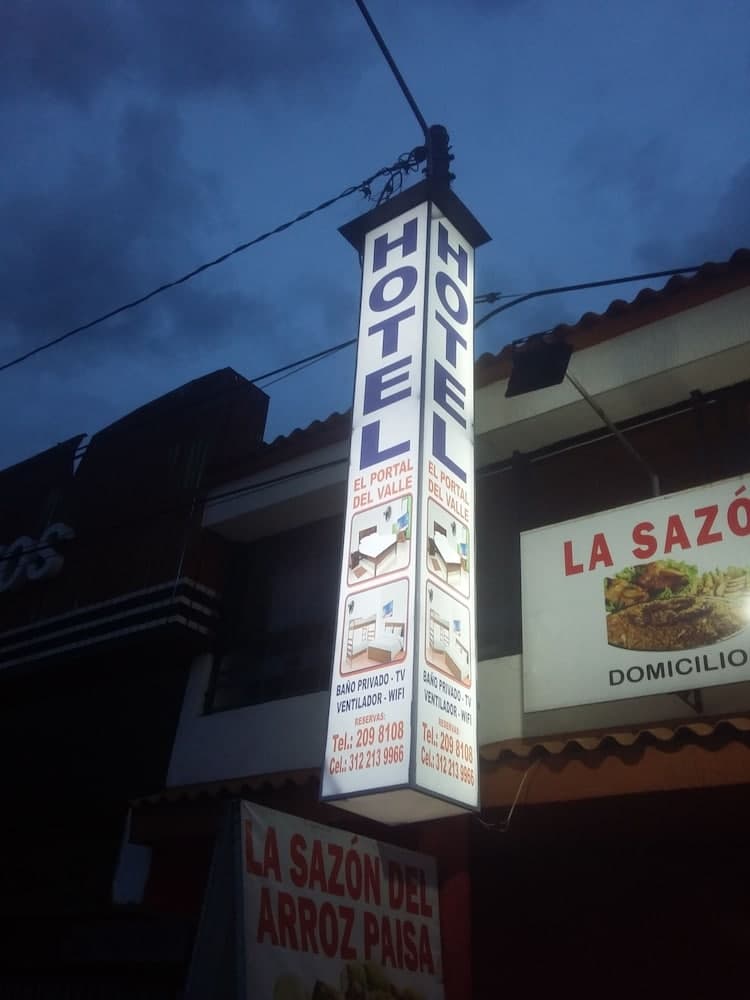 HOTEL
EL PORTAL
DEL VALLE
BAÑO PRIVADO - TV
VENTILADOR - WIFI
RESERVAS:
Tel.: 209 8108
Cel.: 312 213 9966
HOTEL
EL PORTAL
DEL VALLE
BAÑO PRIVADO - TV
VENTILADOR - WIFI
RESERVAS:
Tel.: 209 8108
Cel.: 312 213 9966
LA SAZÓ
DOMICILIO
LA SAZÓN DEL
ARROZ PAISA
OS